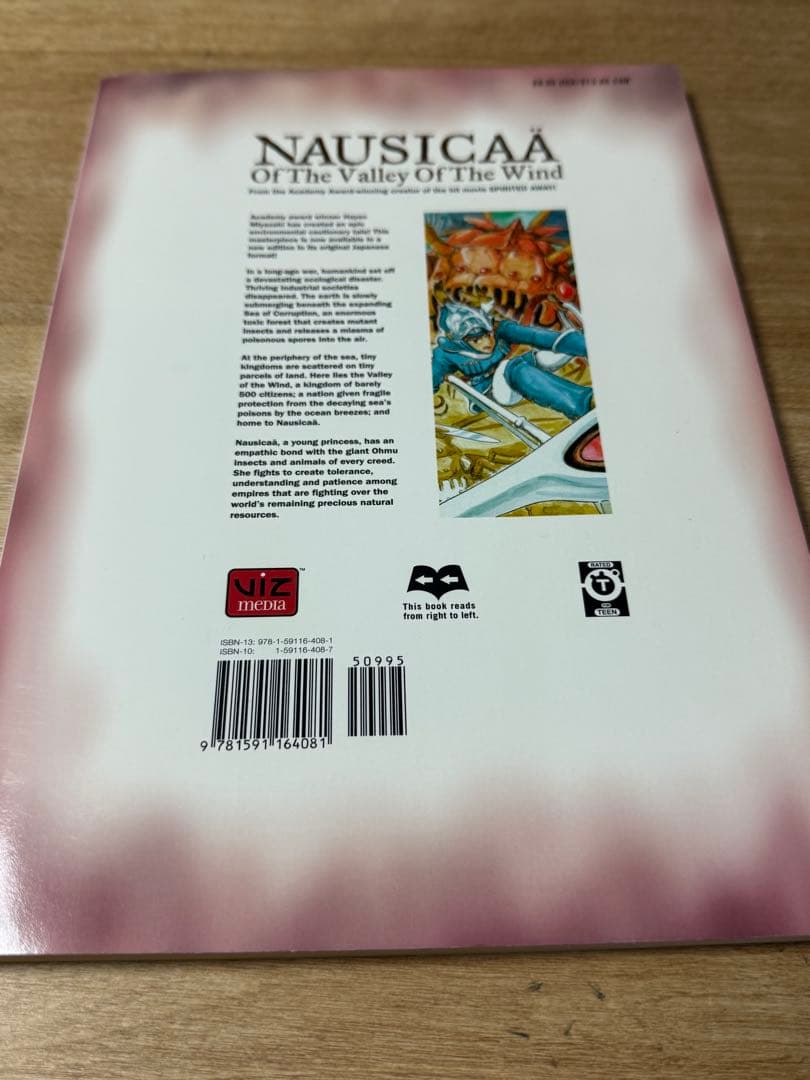 NAUSICAÄ
Of The Valley Of The Wind
From the Academy Award-winning creator of the hit movie SPIRITED AWAY!
Academy award winner Hayao
Miyazaki has created an epic
environmental cautionary tale! This
masterpiece is now available in a
new edition in its original Japanese
format!
In a long-ago war, humankind set off
a devastating ecological disaster.
Thriving industrial societies
disappeared. The earth is slowly
submerging beneath the expanding
Sea of Corruption, an enormous
toxic forest that creates mutant
insects and releases a miasma of
poisonous spores into the air.
At the periphery of the sea, tiny
kingdoms are scattered on tiny
parcels of land. Here lies the Valley
of the Wind, a kingdom of barely
500 citizens; a nation given fragile
protection from the decaying sea's
poisons by the ocean breezes; and
home to Nausicaä.
Nausicaä, a young princess, has an
empathic bond with the giant Ohmu
insects and animals of every creed.
She fights to create tolerance,
understanding and patience among
empires that are fighting over the
world's remaining precious natural
resources.
VIZ
MEDIA
™
This book reads
from right to left.
RATED
T
FOR
TEEN
ISBN-13: 978-1-59116-408-1
ISBN-10: 1-59116-408-7
50995
9 781591 164081